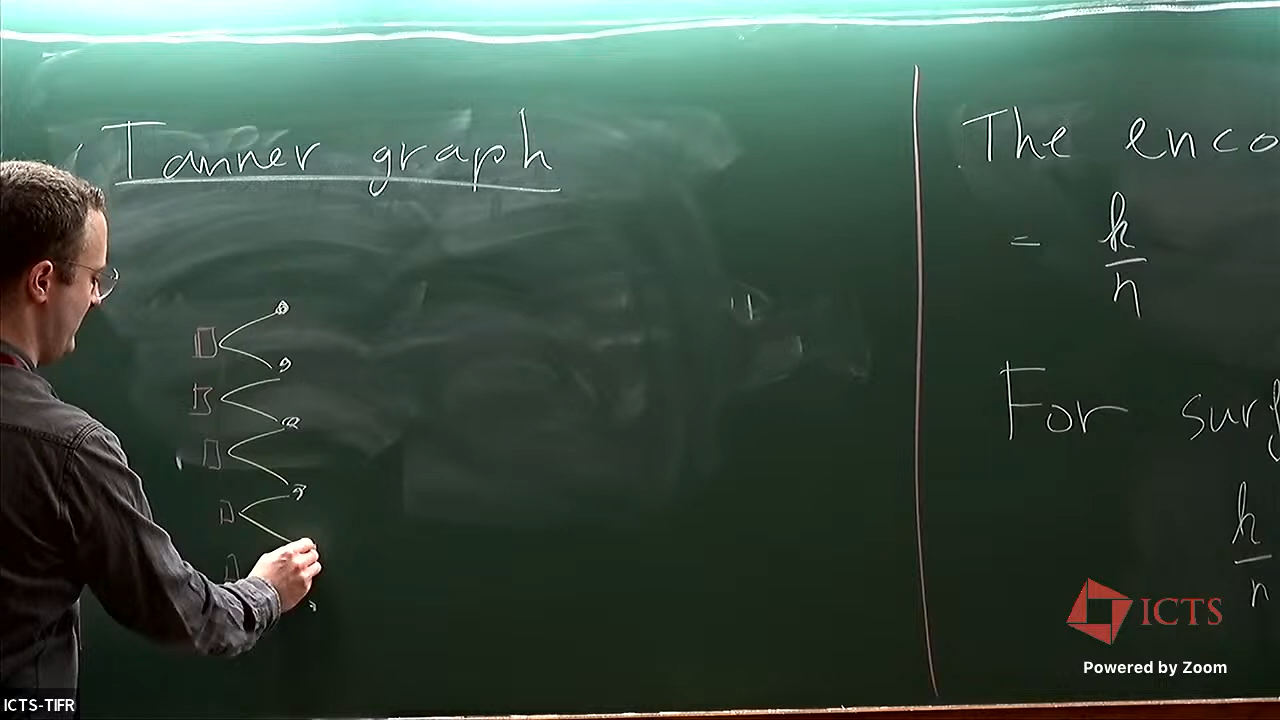 Tanner graph
The enco
= k/n
For surf
k/n
ICTS
Powered by Zoom
ICTS-TIFR